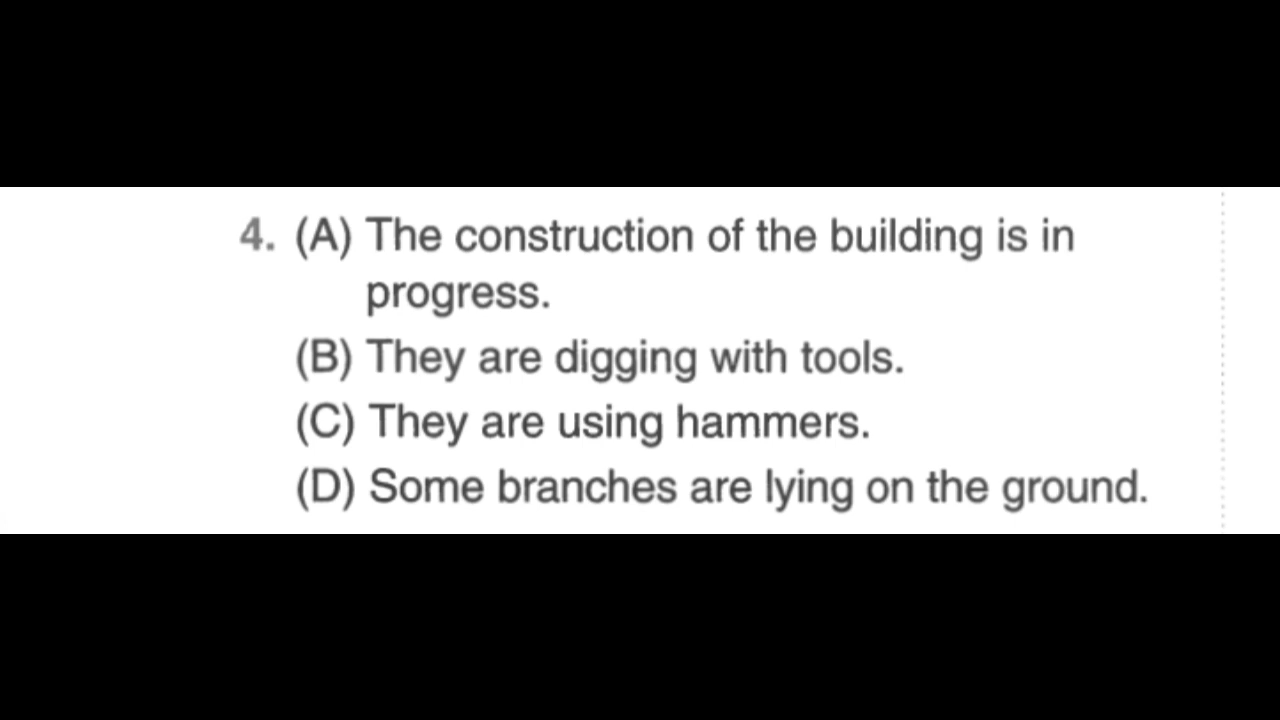 4. (A) The construction of the building is in
progress.
(B) They are digging with tools.
(C) They are using hammers.
(D) Some branches are lying on the ground.